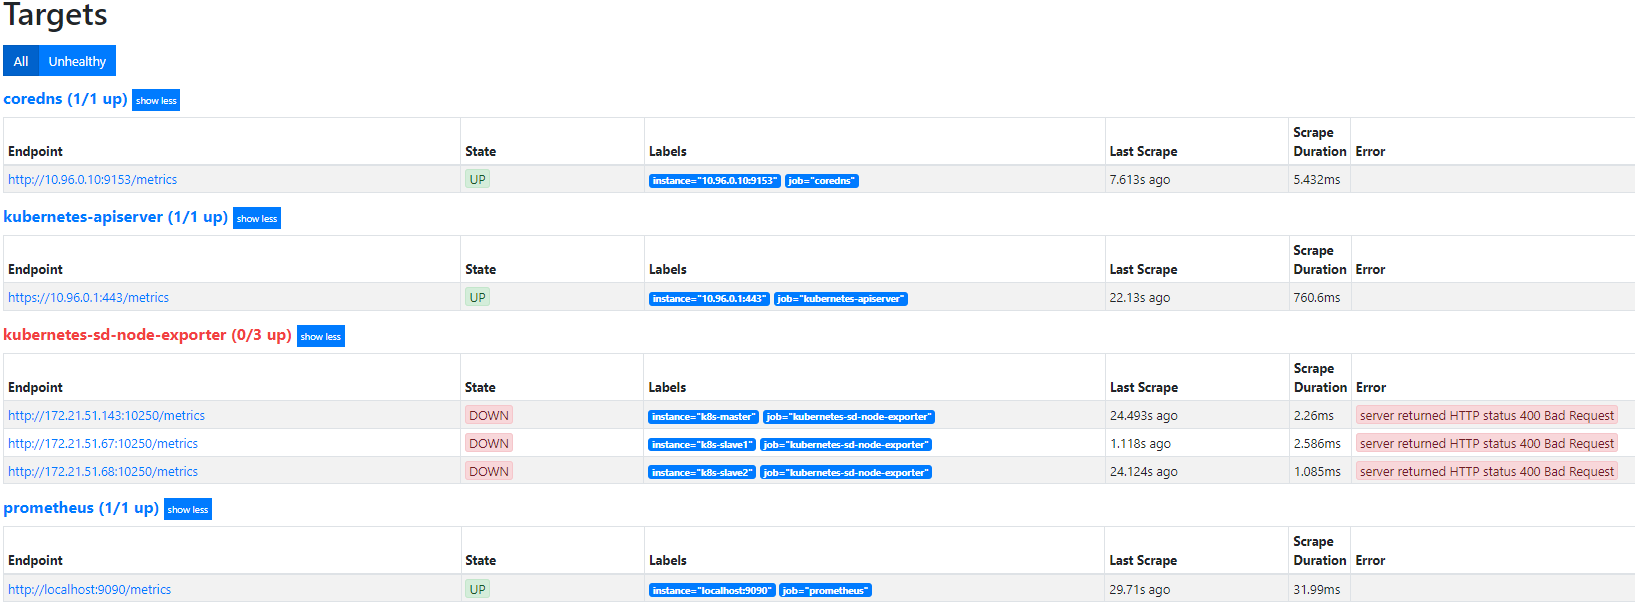 Targets
All Unhealthy
coredns (1/1 up) show less
Endpoint State Labels Last Scrape Scrape Duration Error
http://10.96.0.10:9153/metrics UP instance="10.96.0.10:9153" job="coredns" 7.613s ago 5.432ms
kubernetes-apiserver (1/1 up) show less
Endpoint State Labels Last Scrape Scrape Duration Error
https://10.96.0.1:443/metrics UP instance="10.96.0.1:443" job="kubernetes-apiserver" 22.13s ago 760.6ms
kubernetes-sd-node-exporter (0/3 up) show less
Endpoint State Labels Last Scrape Scrape Duration Error
http://172.21.51.143:10250/metrics DOWN instance="k8s-master" job="kubernetes-sd-node-exporter" 24.493s ago 2.26ms server returned HTTP status 400 Bad Request
http://172.21.51.67:10250/metrics DOWN instance="k8s-slave1" job="kubernetes-sd-node-exporter" 1.118s ago 2.586ms server returned HTTP status 400 Bad Request
http://172.21.51.68:10250/metrics DOWN instance="k8s-slave2" job="kubernetes-sd-node-exporter" 24.124s ago 1.085ms server returned HTTP status 400 Bad Request
prometheus (1/1 up) show less
Endpoint State Labels Last Scrape Scrape Duration Error
http://localhost:9090/metrics UP instance="localhost:9090" job="prometheus" 29.71s ago 31.99ms